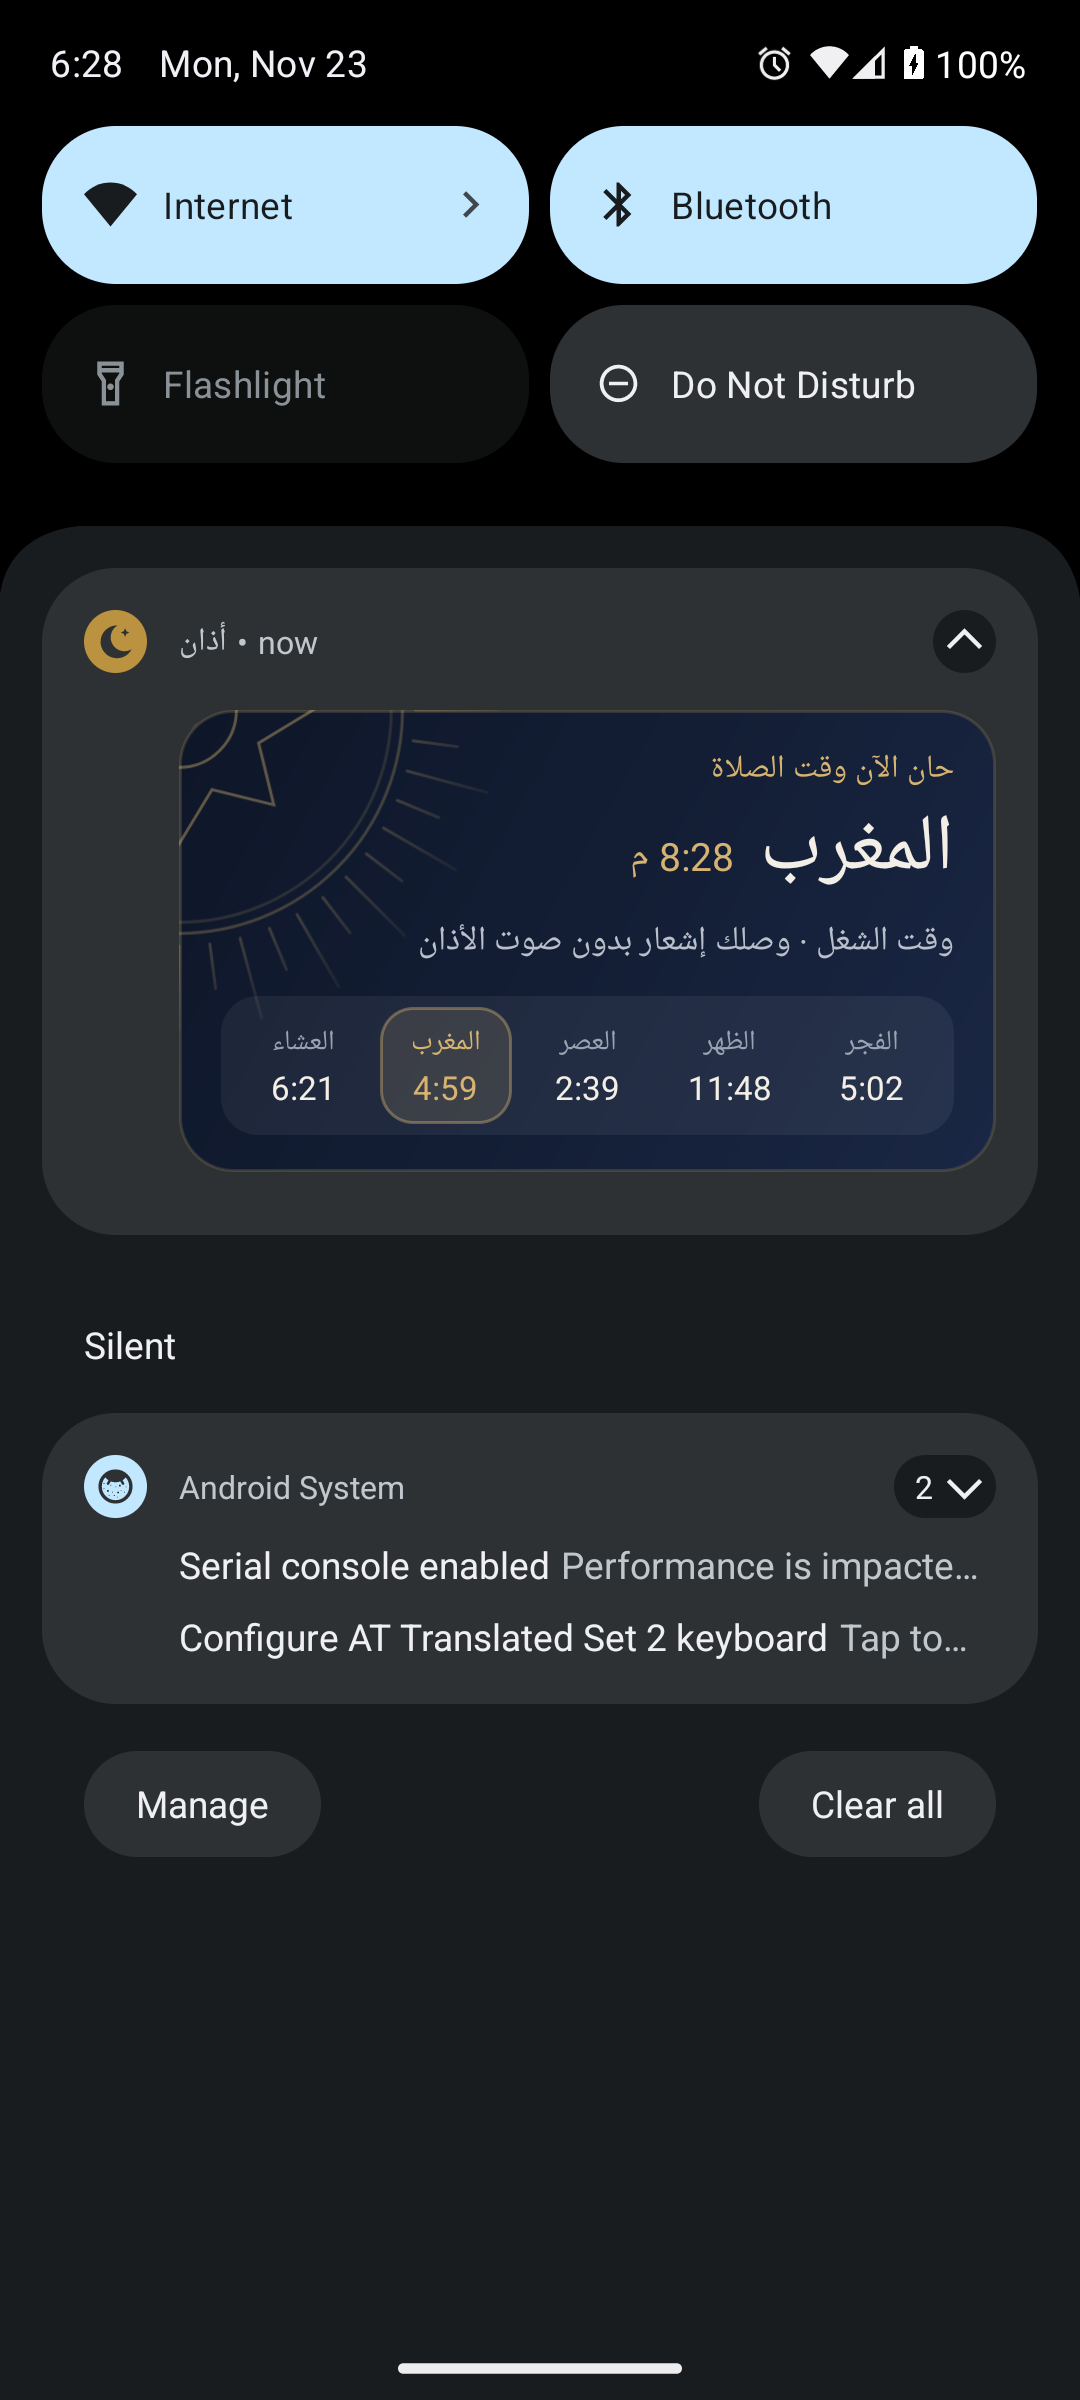 6:28 Mon, Nov 23 100%
Internet
Bluetooth
Flashlight
Do Not Disturb
أذان • now
حان الآن وقت الصلاة
المغرب 8:28 م
وقت الشغل · وصلك إشعار بدون صوت الأذان
الفجر الظهر العصر المغرب العشاء
5:02 11:48 2:39 4:59 6:21
Silent
Android System 2
Serial console enabled Performance is impacte…
Configure AT Translated Set 2 keyboard Tap to…
Manage
Clear all